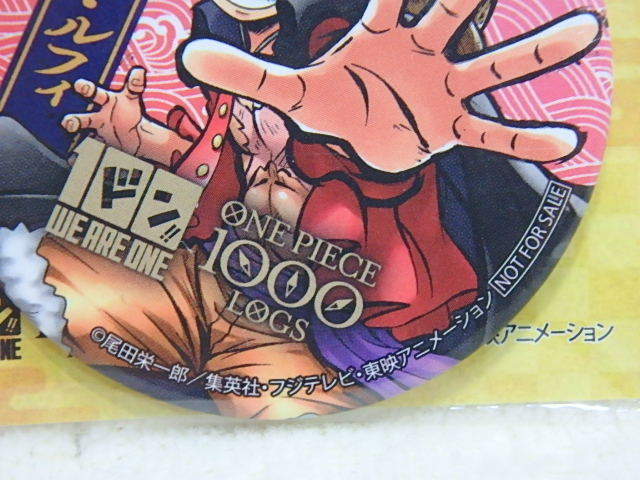 ・ルフィ
1ドン!!
WE ARE ONE
ONE PIECE
1000
LOGS
NOT FOR SALE
©尾田栄一郎／集英社・フジテレビ・東映アニメーション
アニメーション
!!
NE